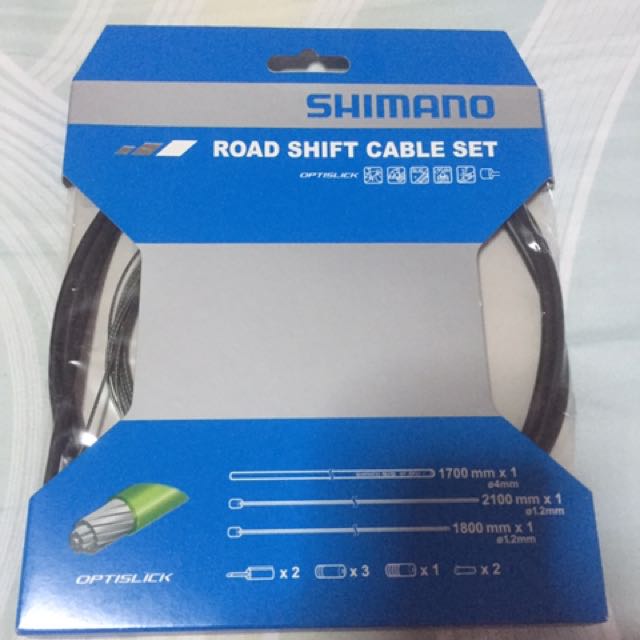 SHIMANO
ROAD SHIFT CABLE SET
OPTISLICK
1700 mm x 1
ø4mm
2100 mm x 1
ø1.2mm
1800 mm x 1
ø1.2mm
OPTISLICK
x 2 x 3 x 1 x 2